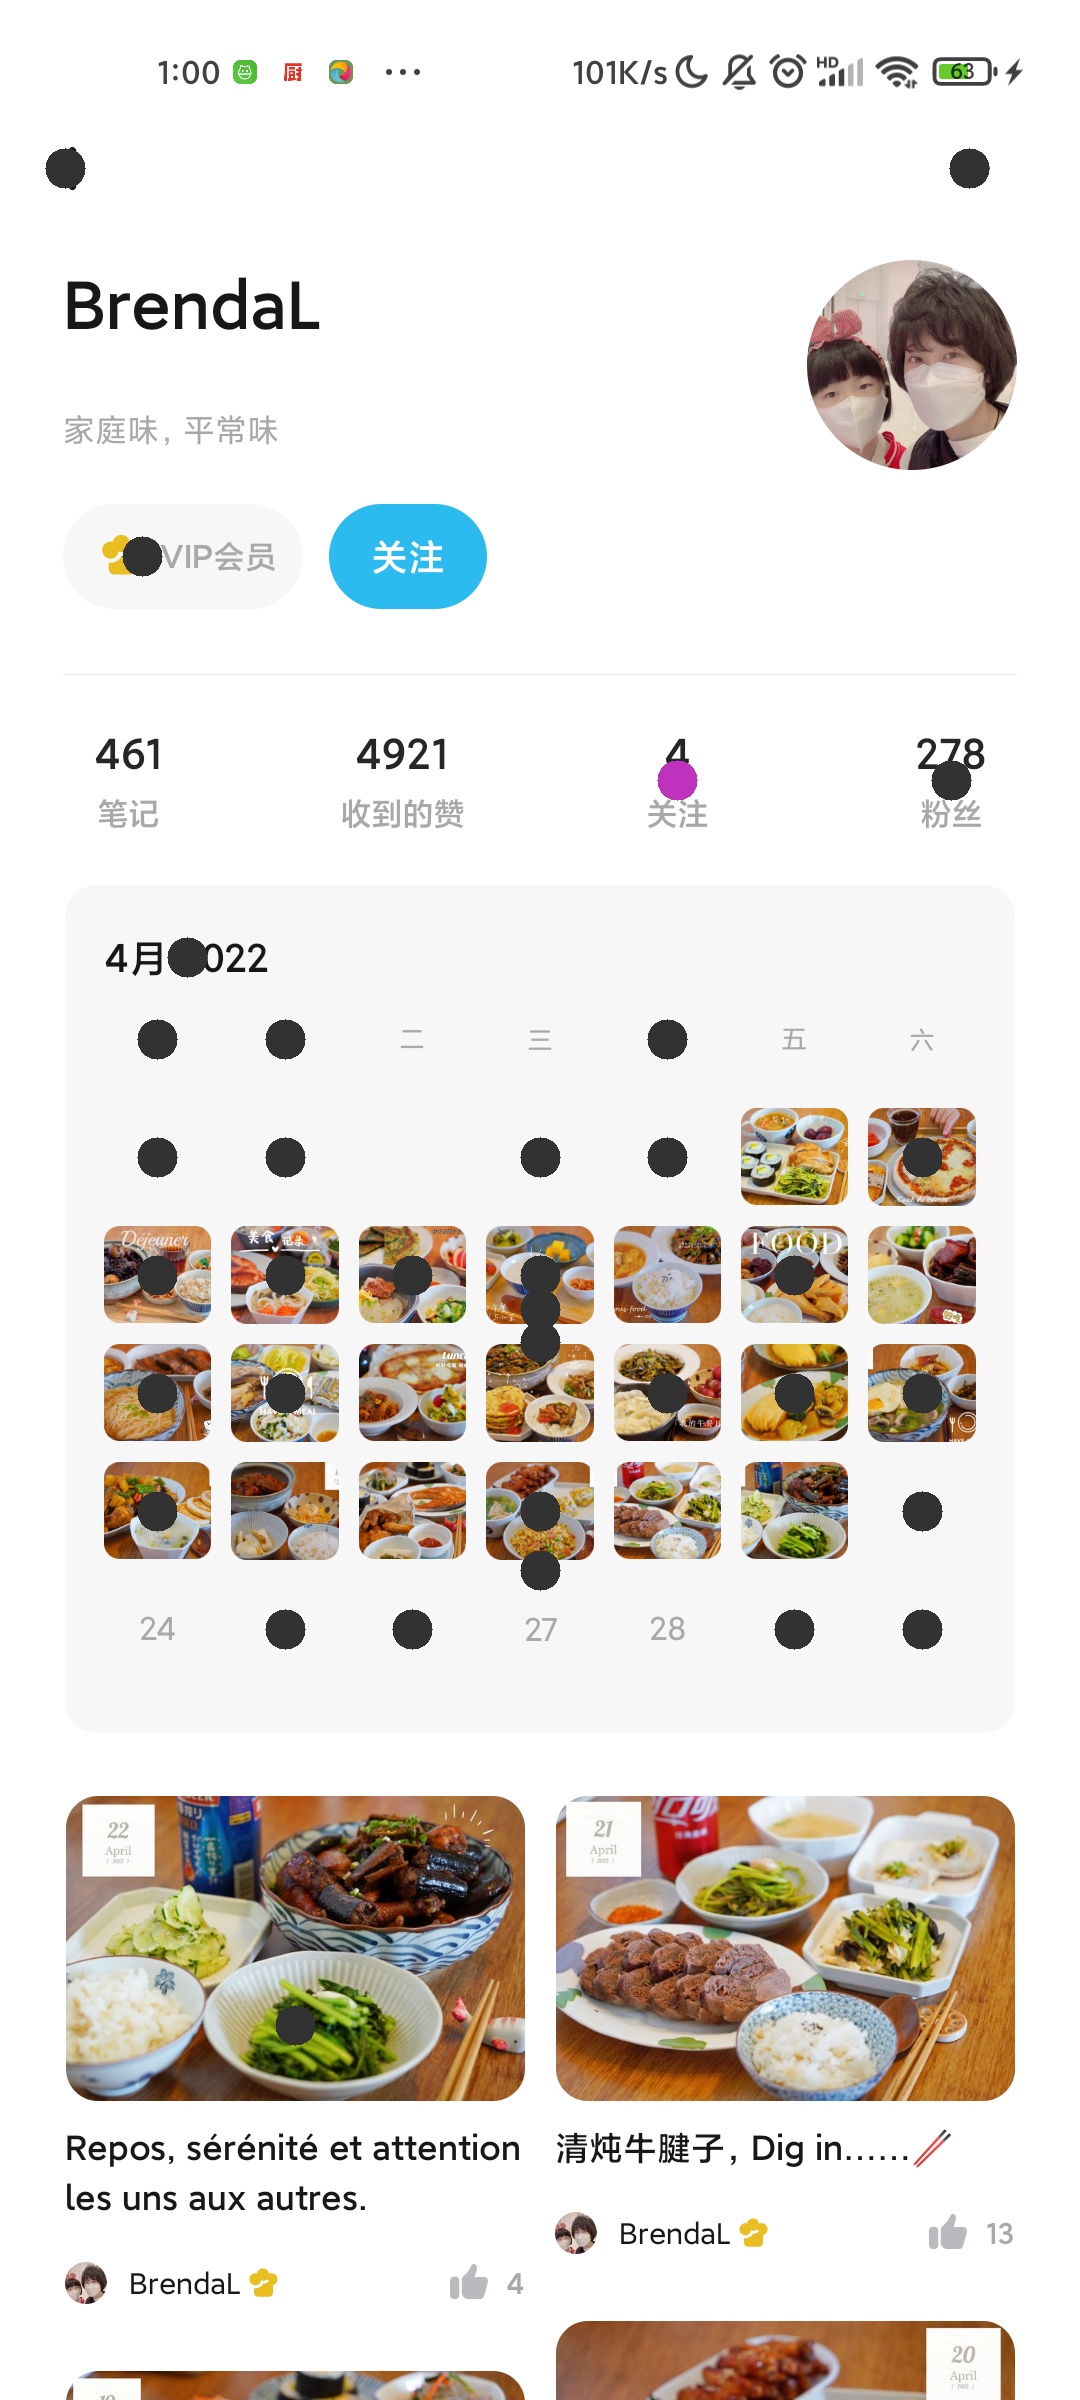 1:00 厨 ... 101K/s HD 63
BrendaL
家庭味, 平常味
VIP会员 关注
461 4921 4 278
笔记 收到的赞 关注 粉丝
4月 022
二 三 五 六
Déjeuner 美食记录 FOOD
24 27 28
22 April
21 April
Repos, sérénité et attention
les uns aux autres.
BrendaL 4
清炖牛腱子, Dig in......
BrendaL 13
20 April